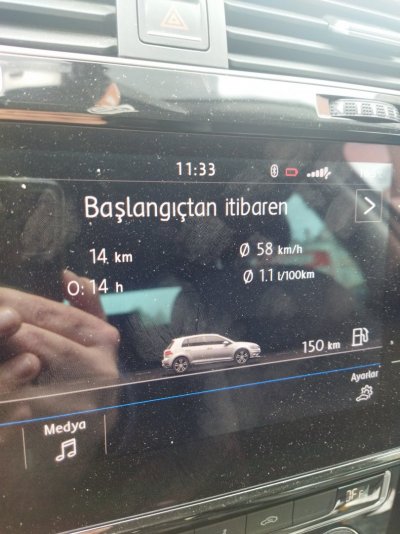 11:33
Başlangıçtan itibaren
14 km
Ø 58 km/h
0:14 h
Ø 1.1 l/100km
150 km
Ayarlar
Medya